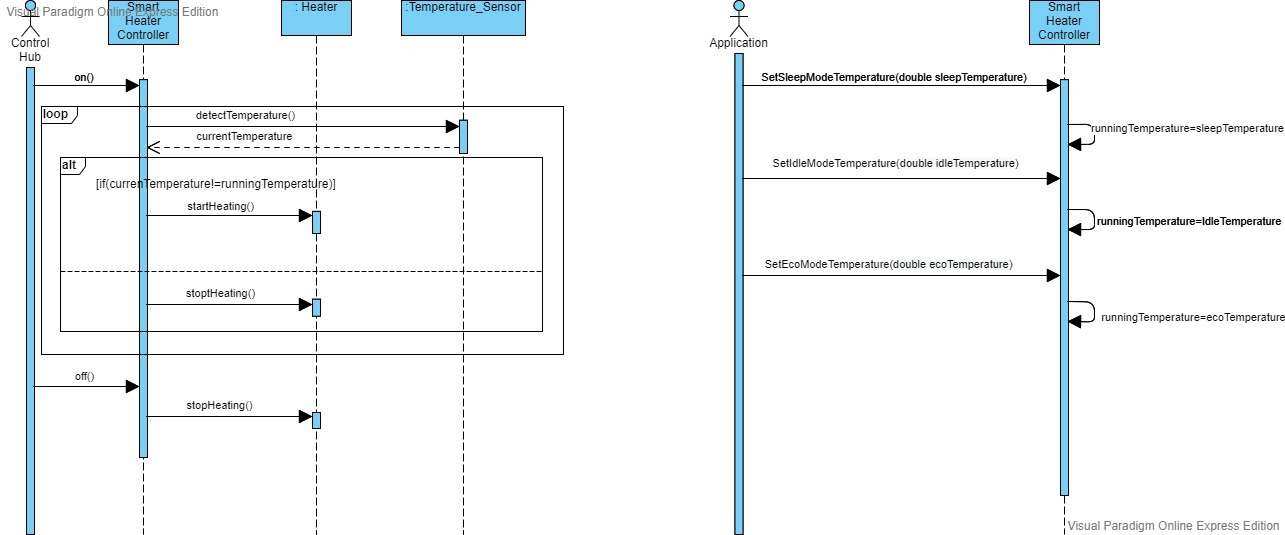 Visual Paradigm Online Express Edition
Control
Hub
Smart
Heater
Controller
: Heater
:Temperature_Sensor
on()
loop
detectTemperature()
currentTemperature
alt
[if(currenTemperature!=runningTemperature)]
startHeating()
stoptHeating()
off()
stopHeating()
Application
Smart
Heater
Controller
SetSleepModeTemperature(double sleepTemperature)
runningTemperature=sleepTemperature
SetIdleModeTemperature(double idleTemperature)
runningTemperature=IdleTemperature
SetEcoModeTemperature(double ecoTemperature)
runningTemperature=ecoTemperature
Visual Paradigm Online Express Edition